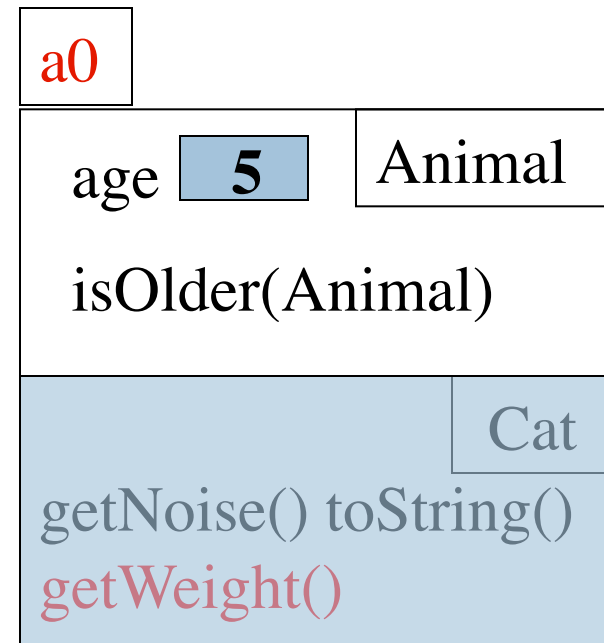 a0
age 5 Animal
isOlder(Animal)
Cat
getNoise() toString()
getWeight()